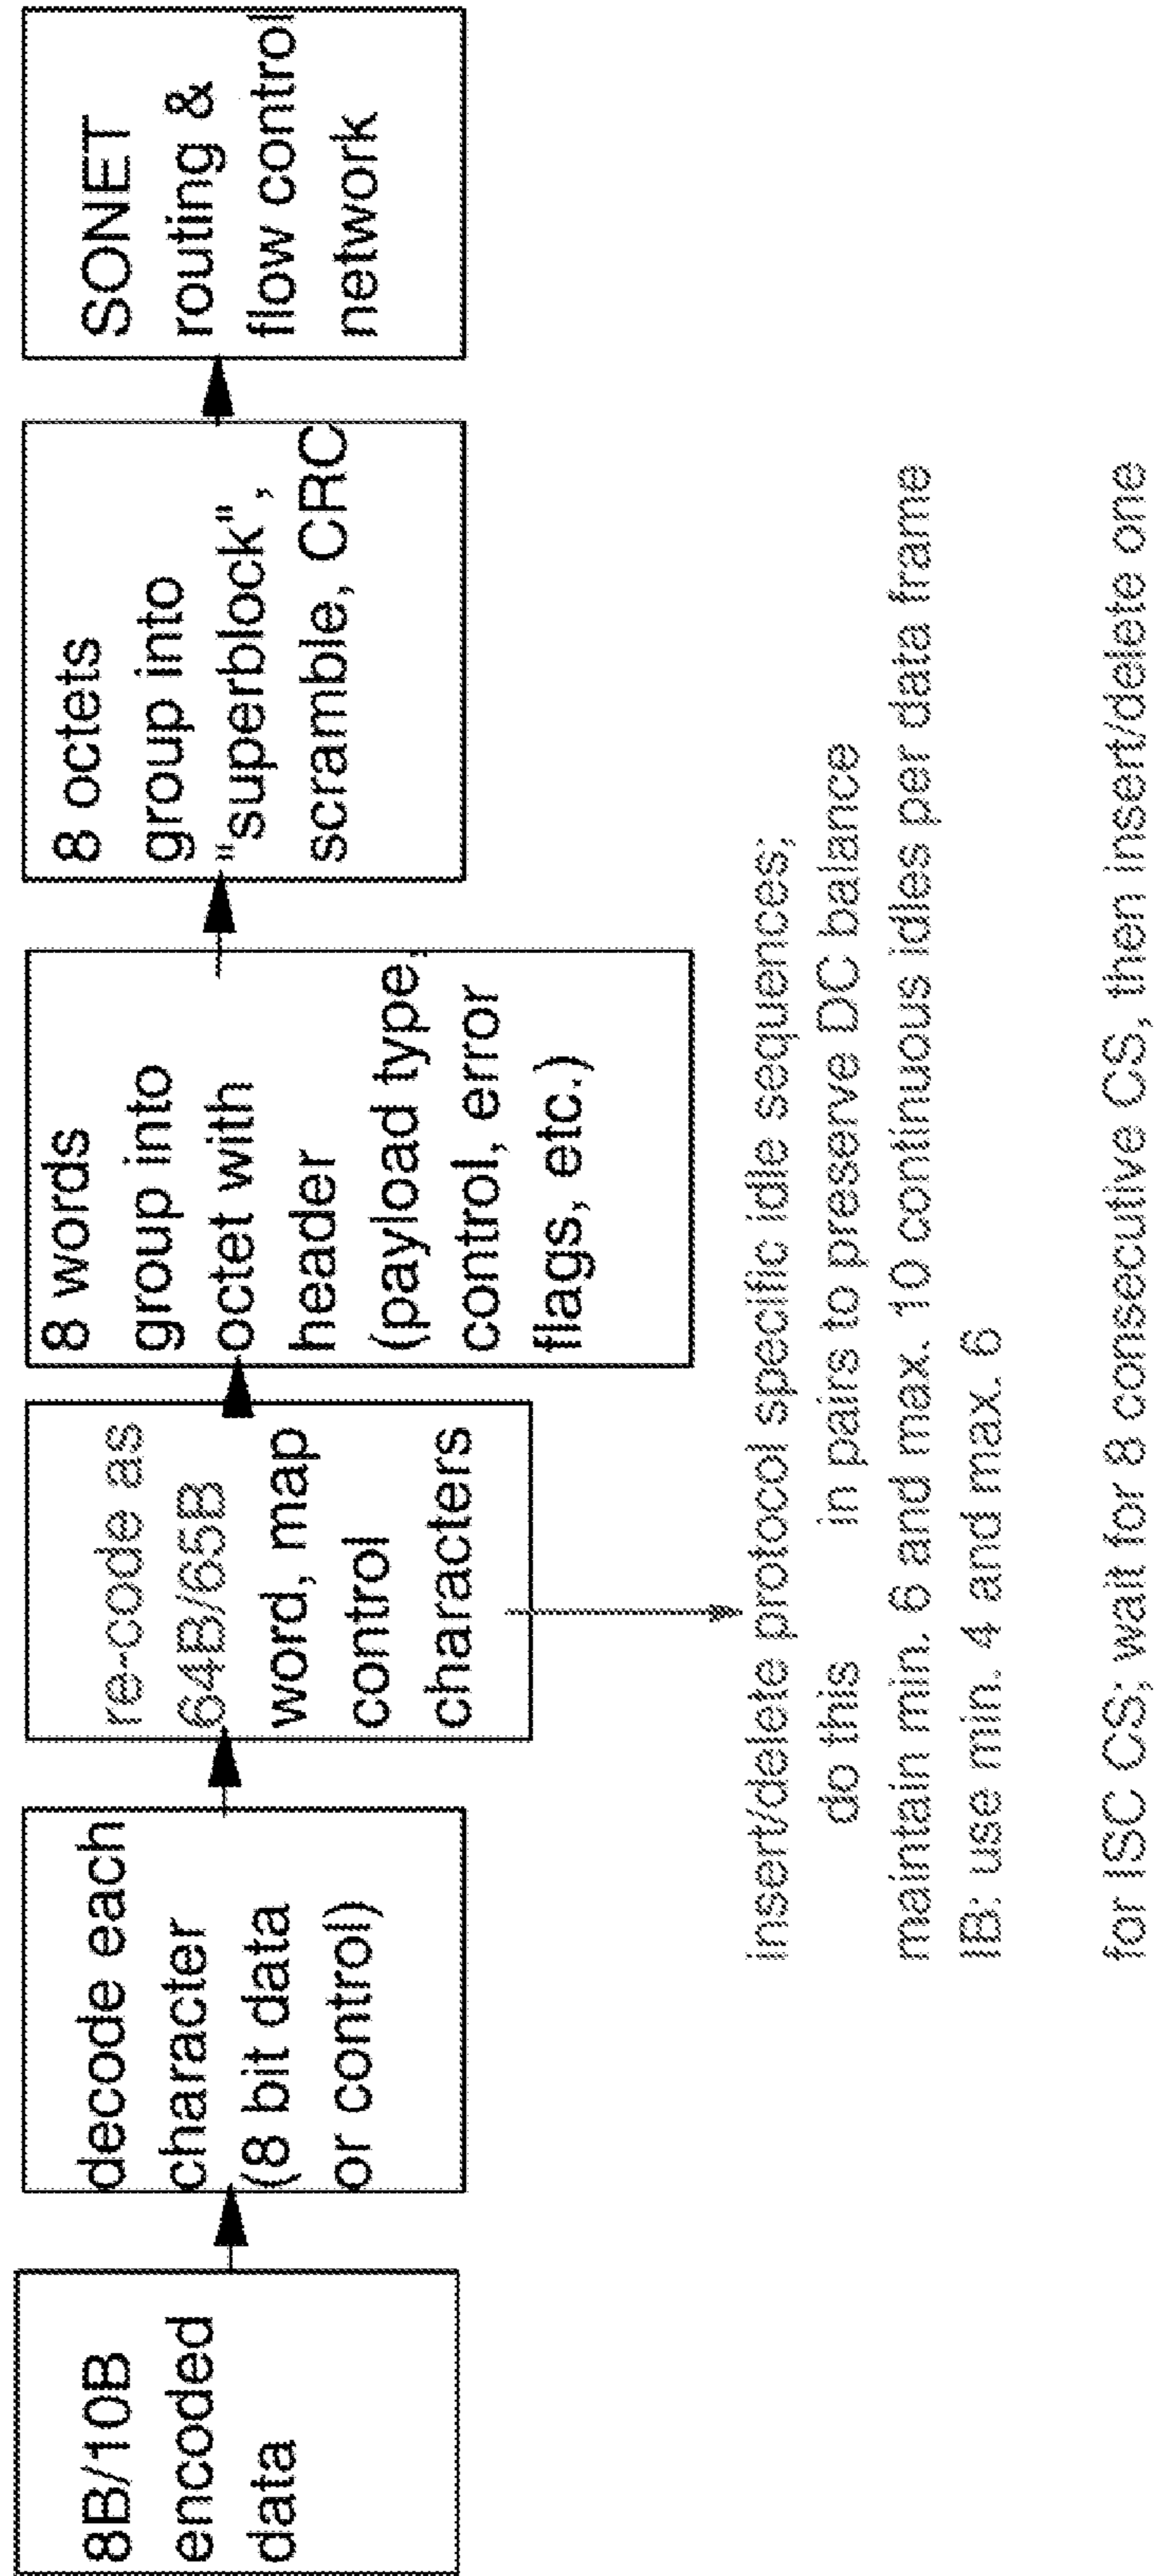 8B/10B
encoded
data
decode each
character
(8 bit data
or control)
re-code as
64B/65B
word, map
control
characters
8 words
group into
octet with
header
(payload type,
control, error
flags, etc.)
8 octets
group into
"superblock",
scramble, CRC
SONET
routing &
flow control
network
insert/delete protocol specific idle sequences;
do this in pairs to preserve DC balance
maintain min. 6 and max. 10 continuous idles per data frame
IB: use min. 4 and max. 6
for ISC CS; wait for 8 consecutive CS, then insert/delete one